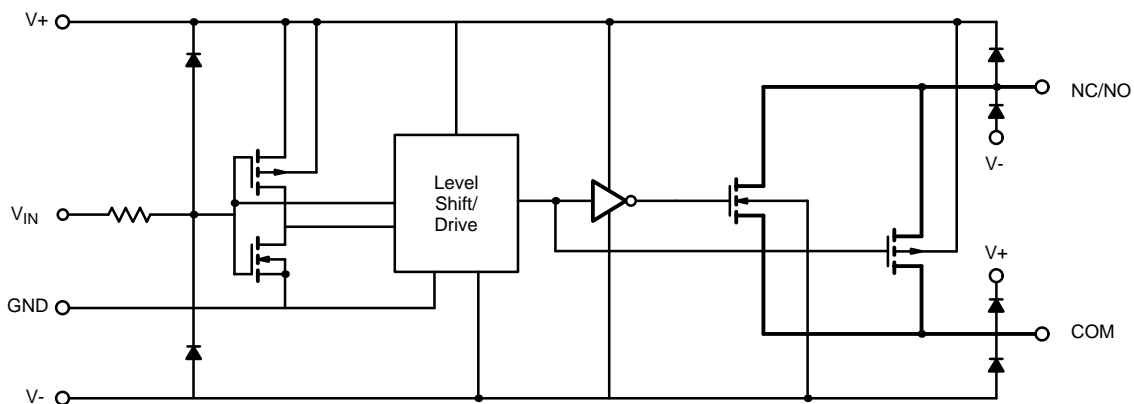 V+
NC/NO
V-
Level
Shift/
Drive
VIN
V+
GND
COM
V-